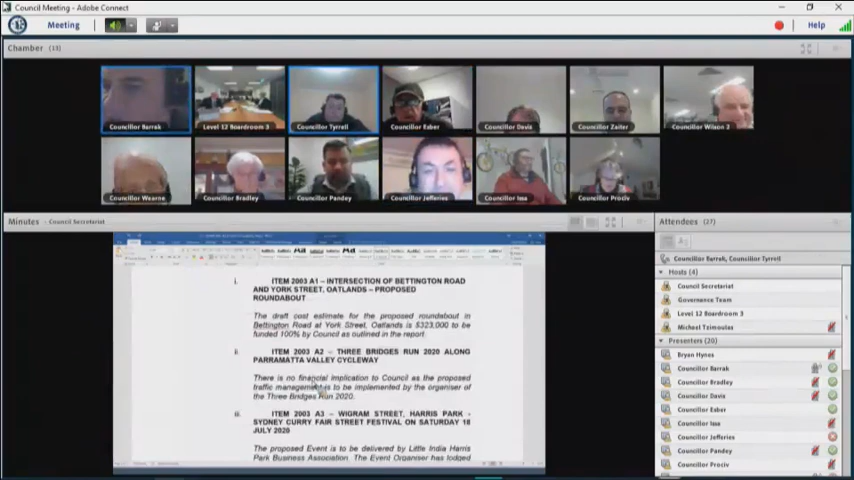 Council Meeting - Adobe Connect
Meeting
Help
Chamber (13)
Councillor Barrak
Level 12 Boardroom 3
Councillor Tyrrell
Councillor Esber
Councillor Davis
Councillor Zaiter
Councillor Wilson 2
Councillor Wearne
Councillor Bradley
Councillor Pandey
Councillor Jefferies
Councillor Issa
Councillor Prociv
Minutes - Council Secretariat
Attendees (27)
i. ITEM 2003 A1 – INTERSECTION OF BETTINGTON ROAD
AND YORK STREET, OATLANDS – PROPOSED
ROUNDABOUT
The draft cost estimate for the proposed roundabout in
Bettington Road at York Street, Oatlands is $323,000 to be
funded 100% by Council as outlined in the report.
ii. ITEM 2003 A2 – THREE BRIDGES RUN 2020 ALONG
PARRAMATTA VALLEY CYCLEWAY
There is no financial implication to Council as the proposed
traffic management is to be implemented by the organiser of
the Three Bridges Run 2020.
iii. ITEM 2003 A3 – WIGRAM STREET, HARRIS PARK -
SYDNEY CURRY FAIR STREET FESTIVAL ON SATURDAY 18
JULY 2020
The proposed Event is to be delivered by Little India Harris
Park Business Association. The Event Organiser has lodged
Councillor Barrak, Councillor Tyrrell
Hosts (4)
Council Secretariat
Governance Team
Level 12 Boardroom 3
Michael Tzimoulas
Presenters (20)
Bryan Hynes
Councillor Barrak
Councillor Bradley
Councillor Davis
Councillor Esber
Councillor Issa
Councillor Jefferies
Councillor Pandey
Councillor Prociv